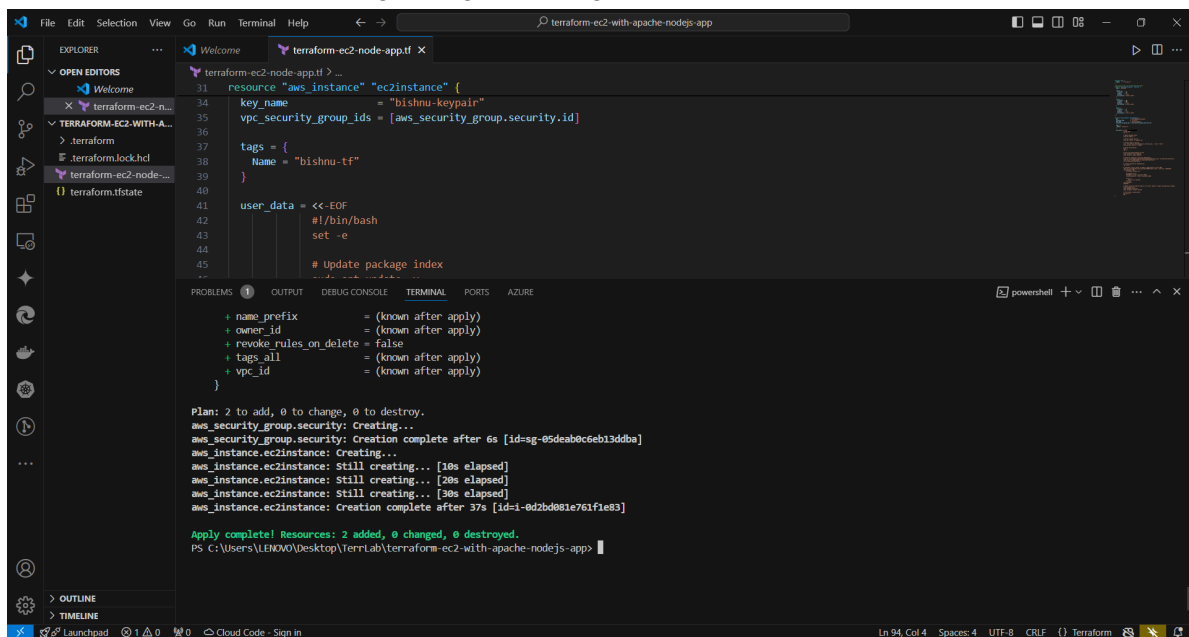 File Edit Selection View Go Run Terminal Help
terraform-ec2-with-apache-nodejs-app
EXPLORER
OPEN EDITORS
Welcome
terraform-ec2-n...
TERRAFORM-EC2-WITH-A...
.terraform
.terraform.lock.hcl
terraform-ec2-node-...
terraform.tfstate
OUTLINE
TIMELINE
Welcome
terraform-ec2-node-app.tf
terraform-ec2-node-app.tf > ...
31 resource "aws_instance" "ec2instance" {
34 key_name = "bishnu-keypair"
35 vpc_security_group_ids = [aws_security_group.security.id]
36
37 tags = {
38 Name = "bishnu-tf"
39 }
40
41 user_data = <<-EOF
42 #!/bin/bash
43 set -e
44
45 # Update package index
PROBLEMS 1 OUTPUT DEBUG CONSOLE TERMINAL PORTS AZURE
powershell
+ name_prefix = (known after apply)
+ owner_id = (known after apply)
+ revoke_rules_on_delete = false
+ tags_all = (known after apply)
+ vpc_id = (known after apply)
}
Plan: 2 to add, 0 to change, 0 to destroy.
aws_security_group.security: Creating...
aws_security_group.security: Creation complete after 6s [id=sg-05deab0c6eb13ddba]
aws_instance.ec2instance: Creating...
aws_instance.ec2instance: Still creating... [10s elapsed]
aws_instance.ec2instance: Still creating... [20s elapsed]
aws_instance.ec2instance: Still creating... [30s elapsed]
aws_instance.ec2instance: Creation complete after 37s [id=i-0d2bd081e761f1e83]
Apply complete! Resources: 2 added, 0 changed, 0 destroyed.
PS C:\Users\LENOVO\Desktop\TerrLab\terraform-ec2-with-apache-nodejs-app>
Launchpad 1 0 0 Cloud Code - Sign in
Ln 94, Col 4 Spaces: 4 UTF-8 CRLF {} Terraform